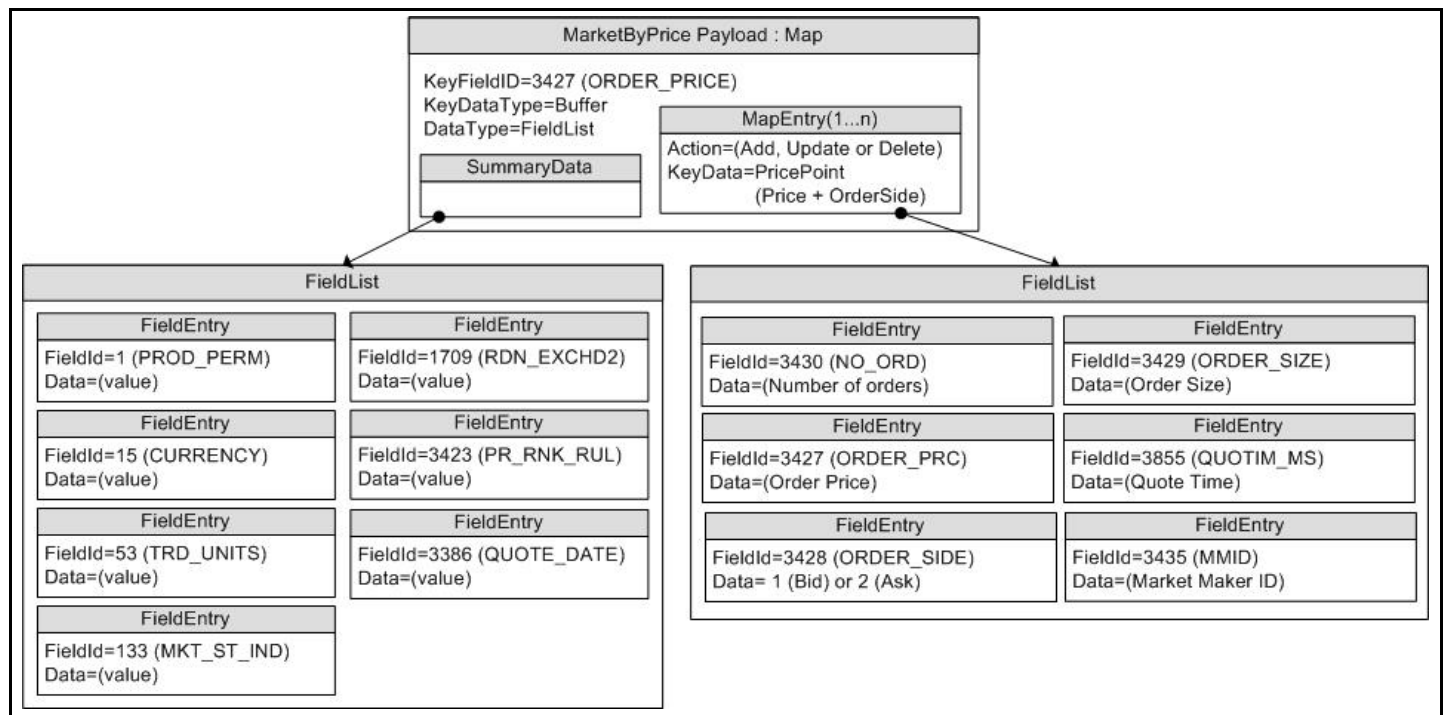 MarketByPrice Payload : Map
KeyFieldID=3427 (ORDER_PRICE)
KeyDataType=Buffer
DataType=FieldList
SummaryData
MapEntry(1...n)
Action=(Add, Update or Delete)
KeyData=PricePoint
(Price + OrderSide)
FieldList
FieldEntry
FieldId=1 (PROD_PERM)
Data=(value)
FieldEntry
FieldId=1709 (RDN_EXCHD2)
Data=(value)
FieldEntry
FieldId=15 (CURRENCY)
Data=(value)
FieldEntry
FieldId=3423 (PR_RNK_RUL)
Data=(value)
FieldEntry
FieldId=53 (TRD_UNITS)
Data=(value)
FieldEntry
FieldId=3386 (QUOTE_DATE)
Data=(value)
FieldEntry
FieldId=133 (MKT_ST_IND)
Data=(value)
FieldList
FieldEntry
FieldId=3430 (NO_ORD)
Data=(Number of orders)
FieldEntry
FieldId=3429 (ORDER_SIZE)
Data=(Order Size)
FieldEntry
FieldId=3427 (ORDER_PRC)
Data=(Order Price)
FieldEntry
FieldId=3855 (QUOTIM_MS)
Data=(Quote Time)
FieldEntry
FieldId=3428 (ORDER_SIDE)
Data= 1 (Bid) or 2 (Ask)
FieldEntry
FieldId=3435 (MMID)
Data=(Market Maker ID)